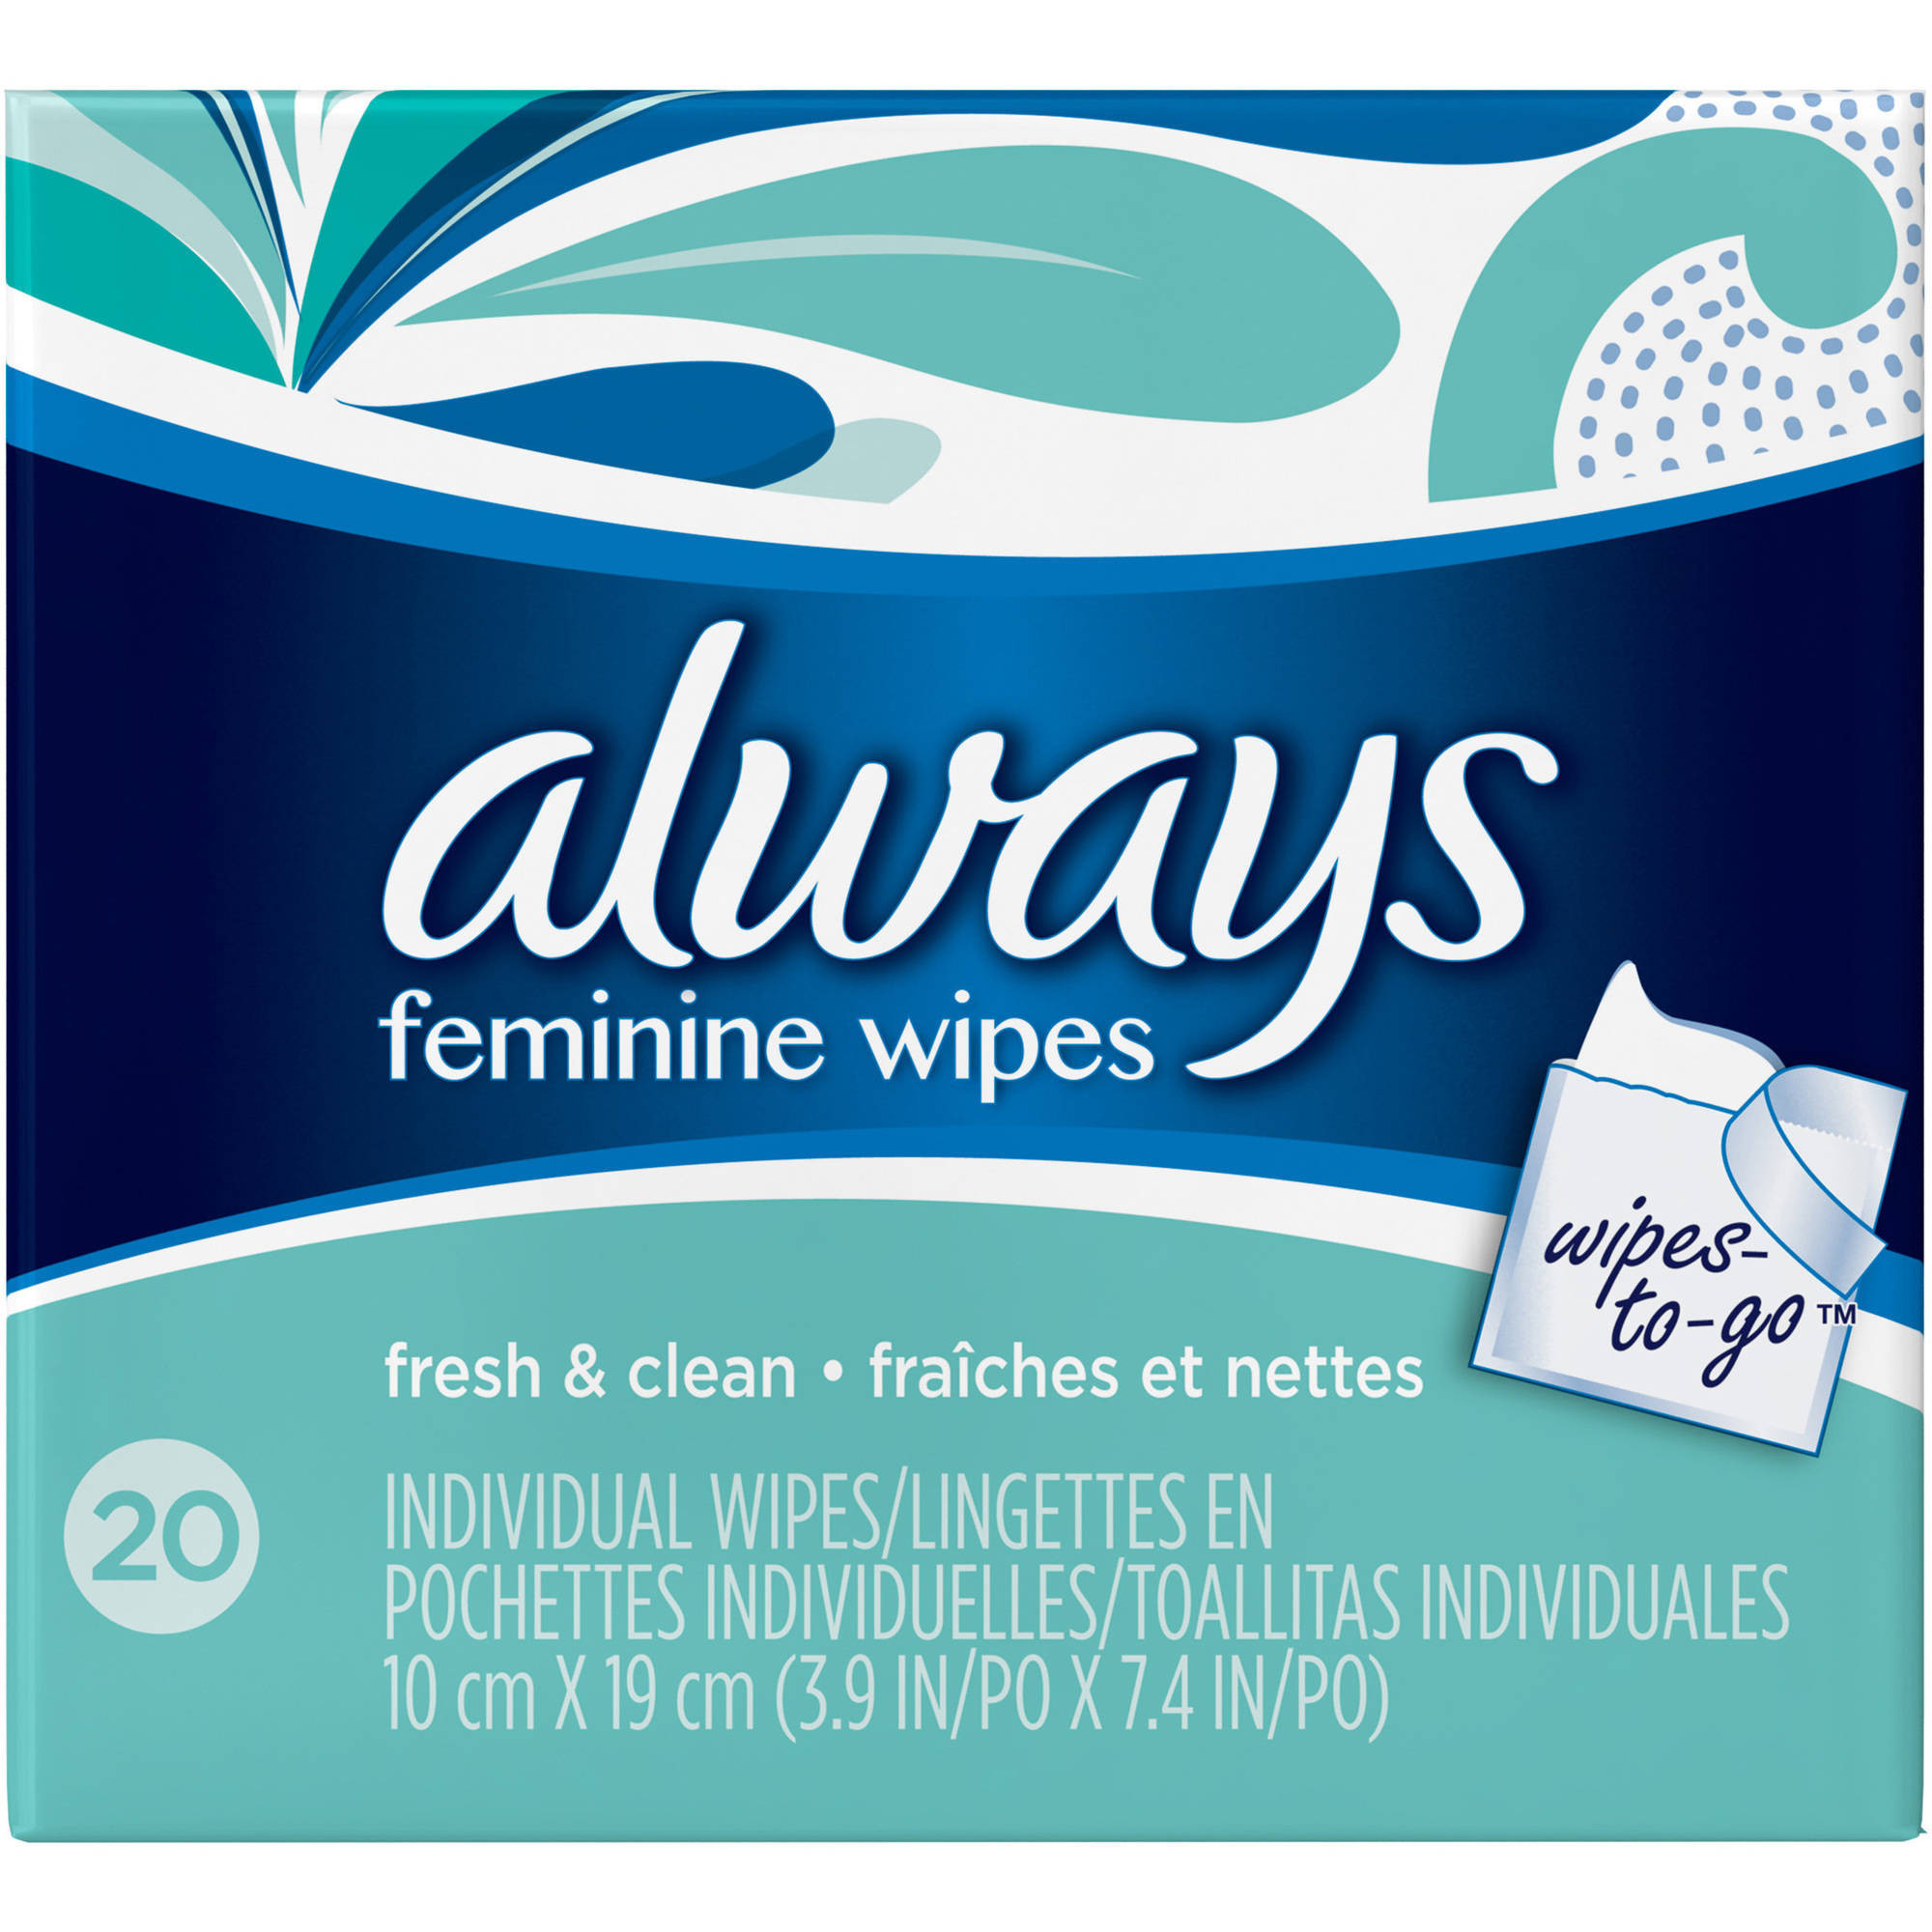 always
feminine wipes
wipes-
to-go™
fresh & clean • fraîches et nettes
20
INDIVIDUAL WIPES/LINGETTES EN
POCHETTES INDIVIDUELLES/TOALLITAS INDIVIDUALES
10 cm X 19 cm (3.9 IN/PO X 7.4 IN/PO)